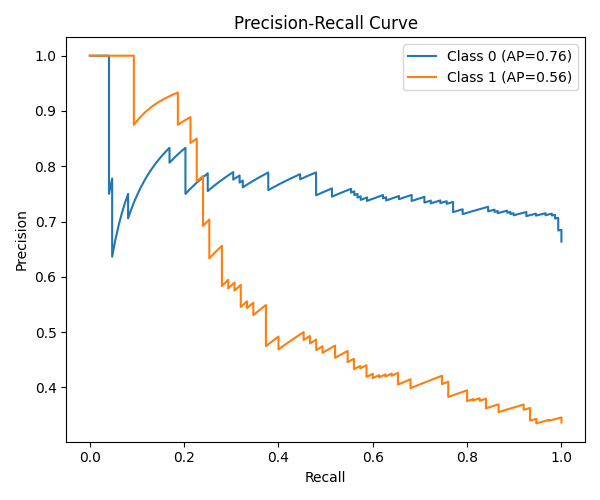 Precision-Recall Curve
Class 0 (AP=0.76)
Class 1 (AP=0.56)
Precision
1.0
0.9
0.8
0.7
0.6
0.5
0.4
0.0 0.2 0.4 0.6 0.8 1.0
Recall